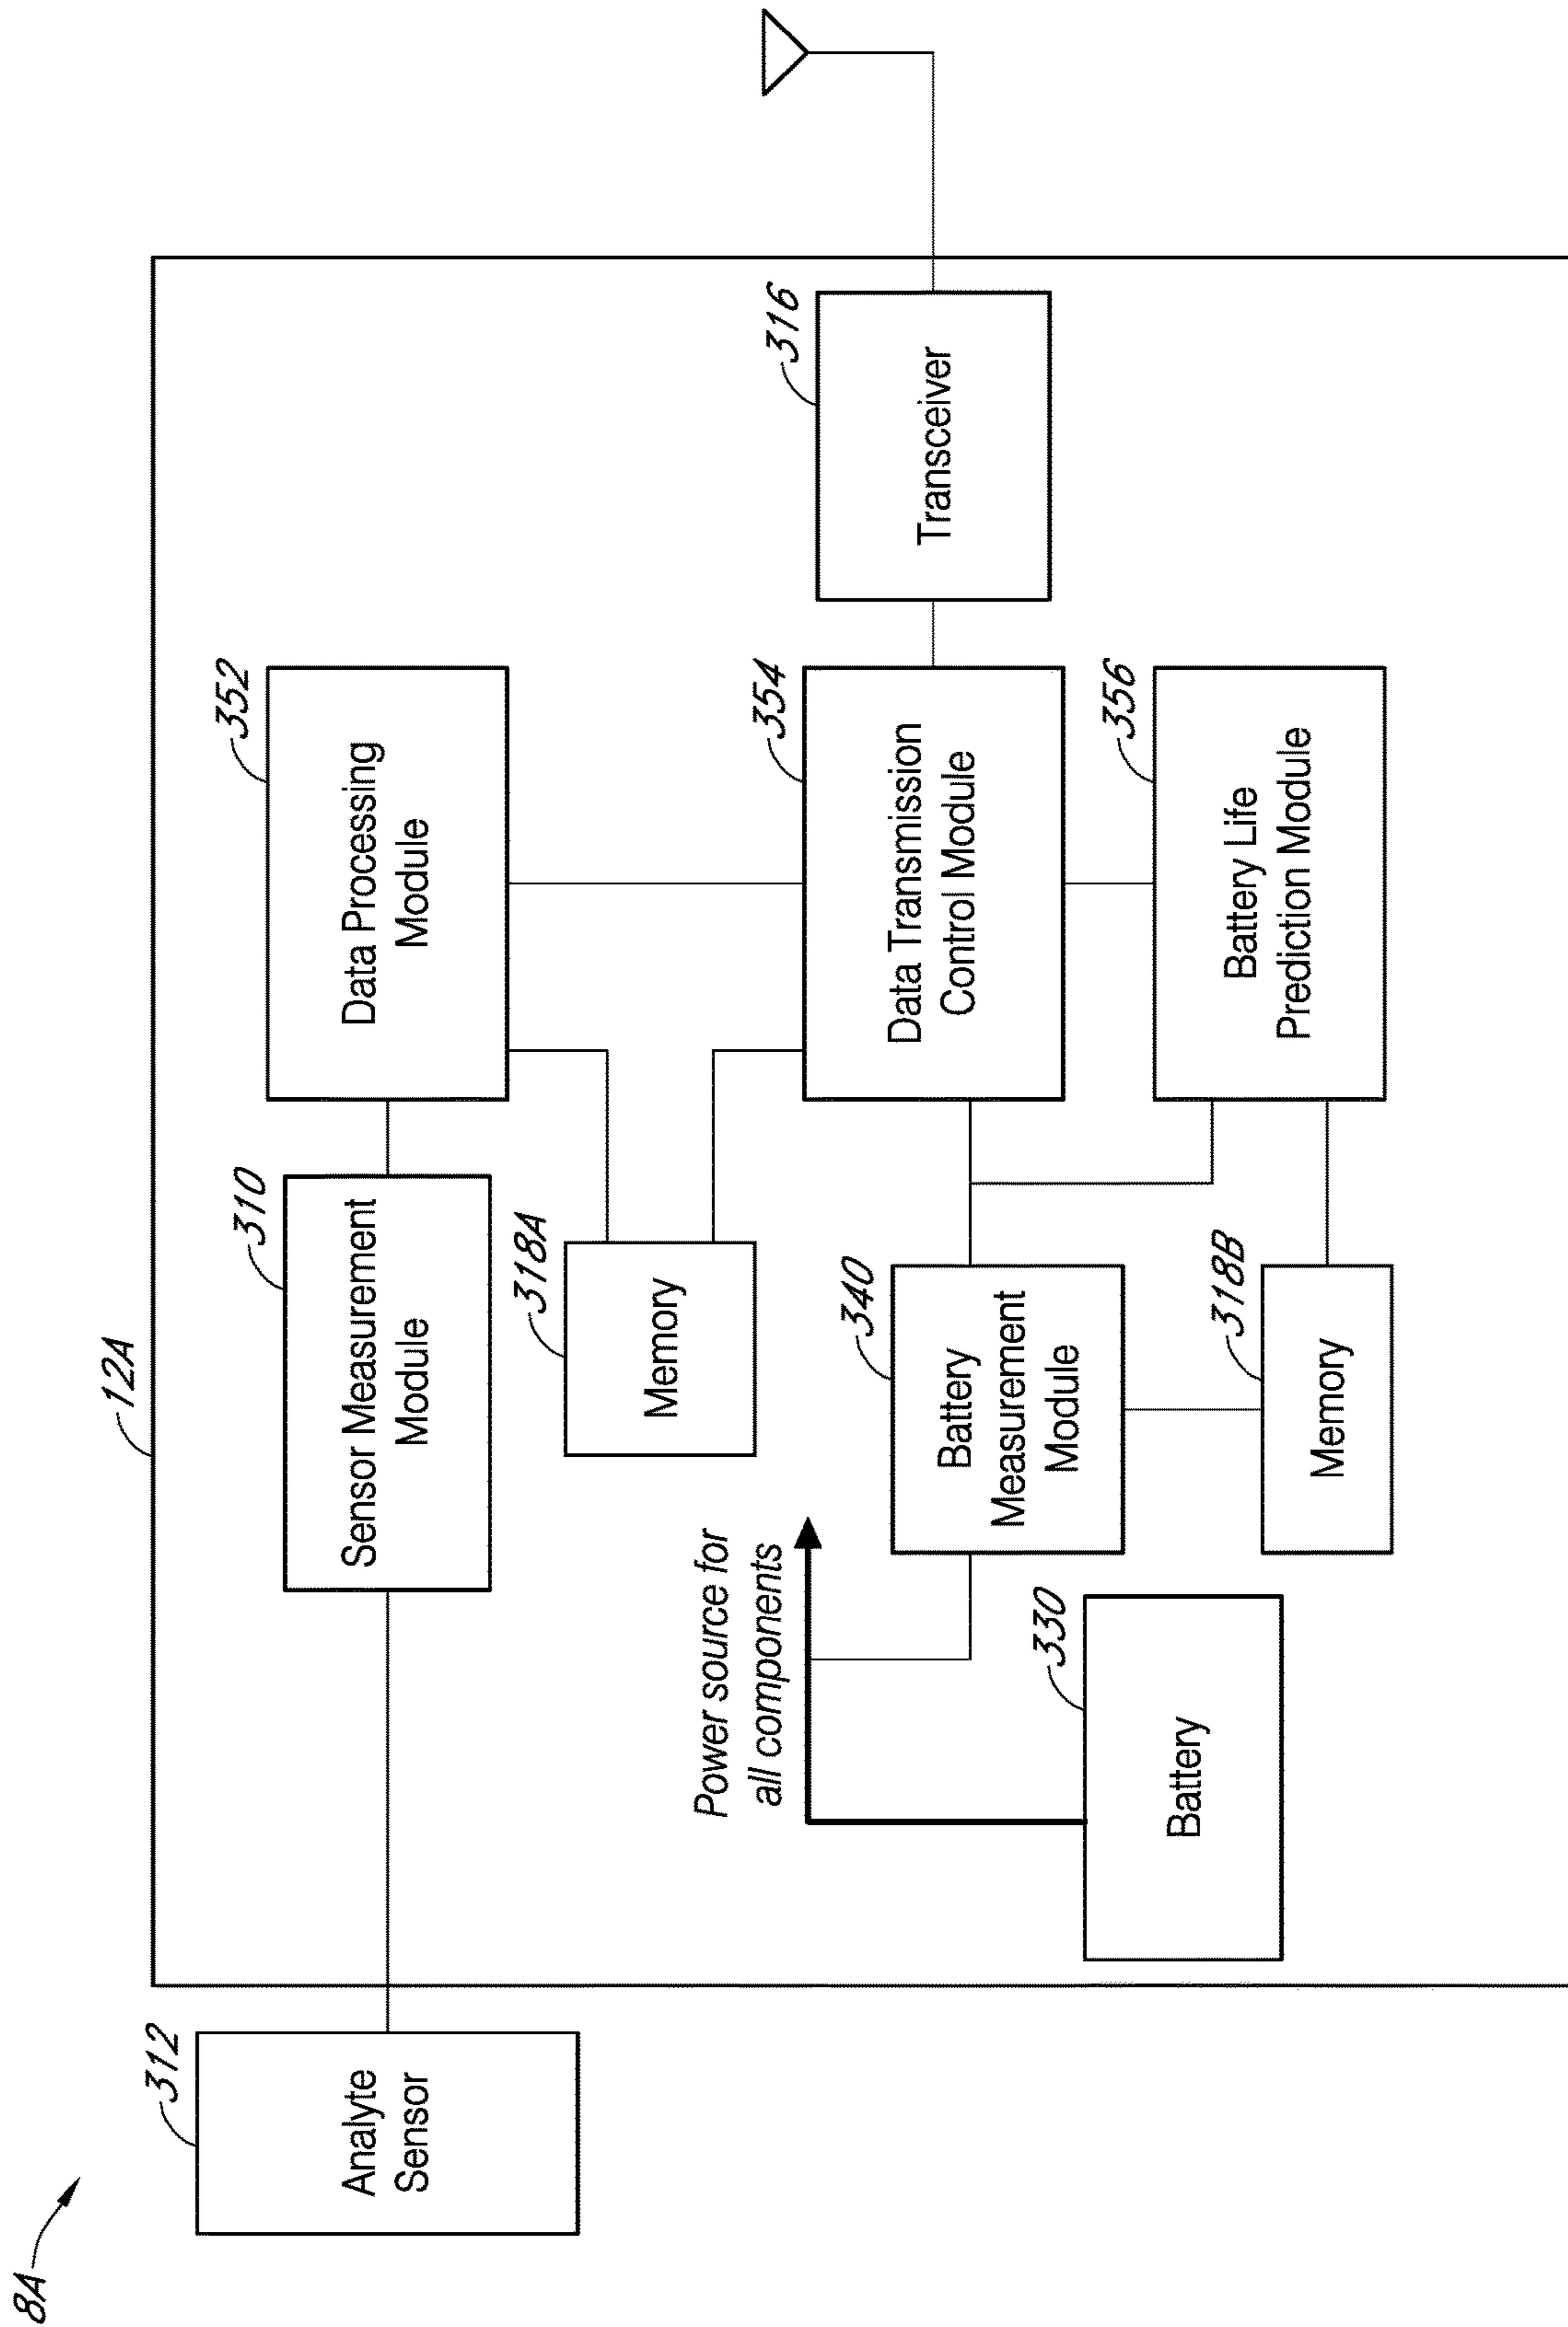 8A
12A
312
Analyte
Sensor
310
Sensor Measurement
Module
352
Data Processing
Module
318A
Memory
Power source for
all components
340
Battery
Measurement
Module
354
Data Transmission
Control Module
316
Transceiver
330
Battery
318B
Memory
356
Battery Life
Prediction Module